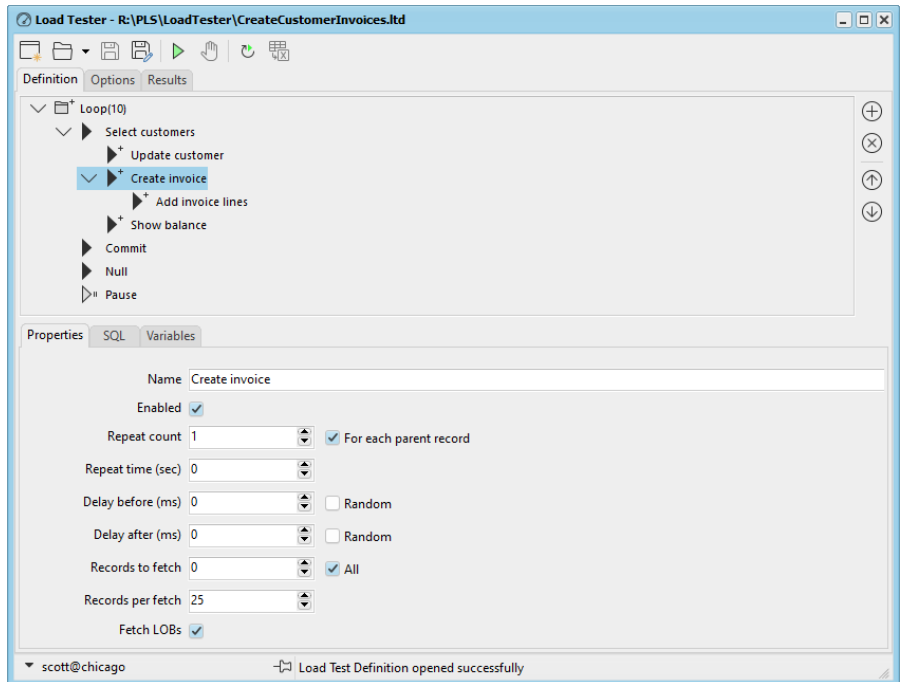 Load Tester - R:\PLS\LoadTester\CreateCustomerInvoices.ltd
Definition Options Results
Loop(10)
Select customers
Update customer
Create invoice
Add invoice lines
Show balance
Commit
Null
Pause
Properties SQL Variables
Name Create invoice
Enabled
Repeat count 1 For each parent record
Repeat time (sec) 0
Delay before (ms) 0 Random
Delay after (ms) 0 Random
Records to fetch 0 All
Records per fetch 25
Fetch LOBs
scott@chicago Load Test Definition opened successfully